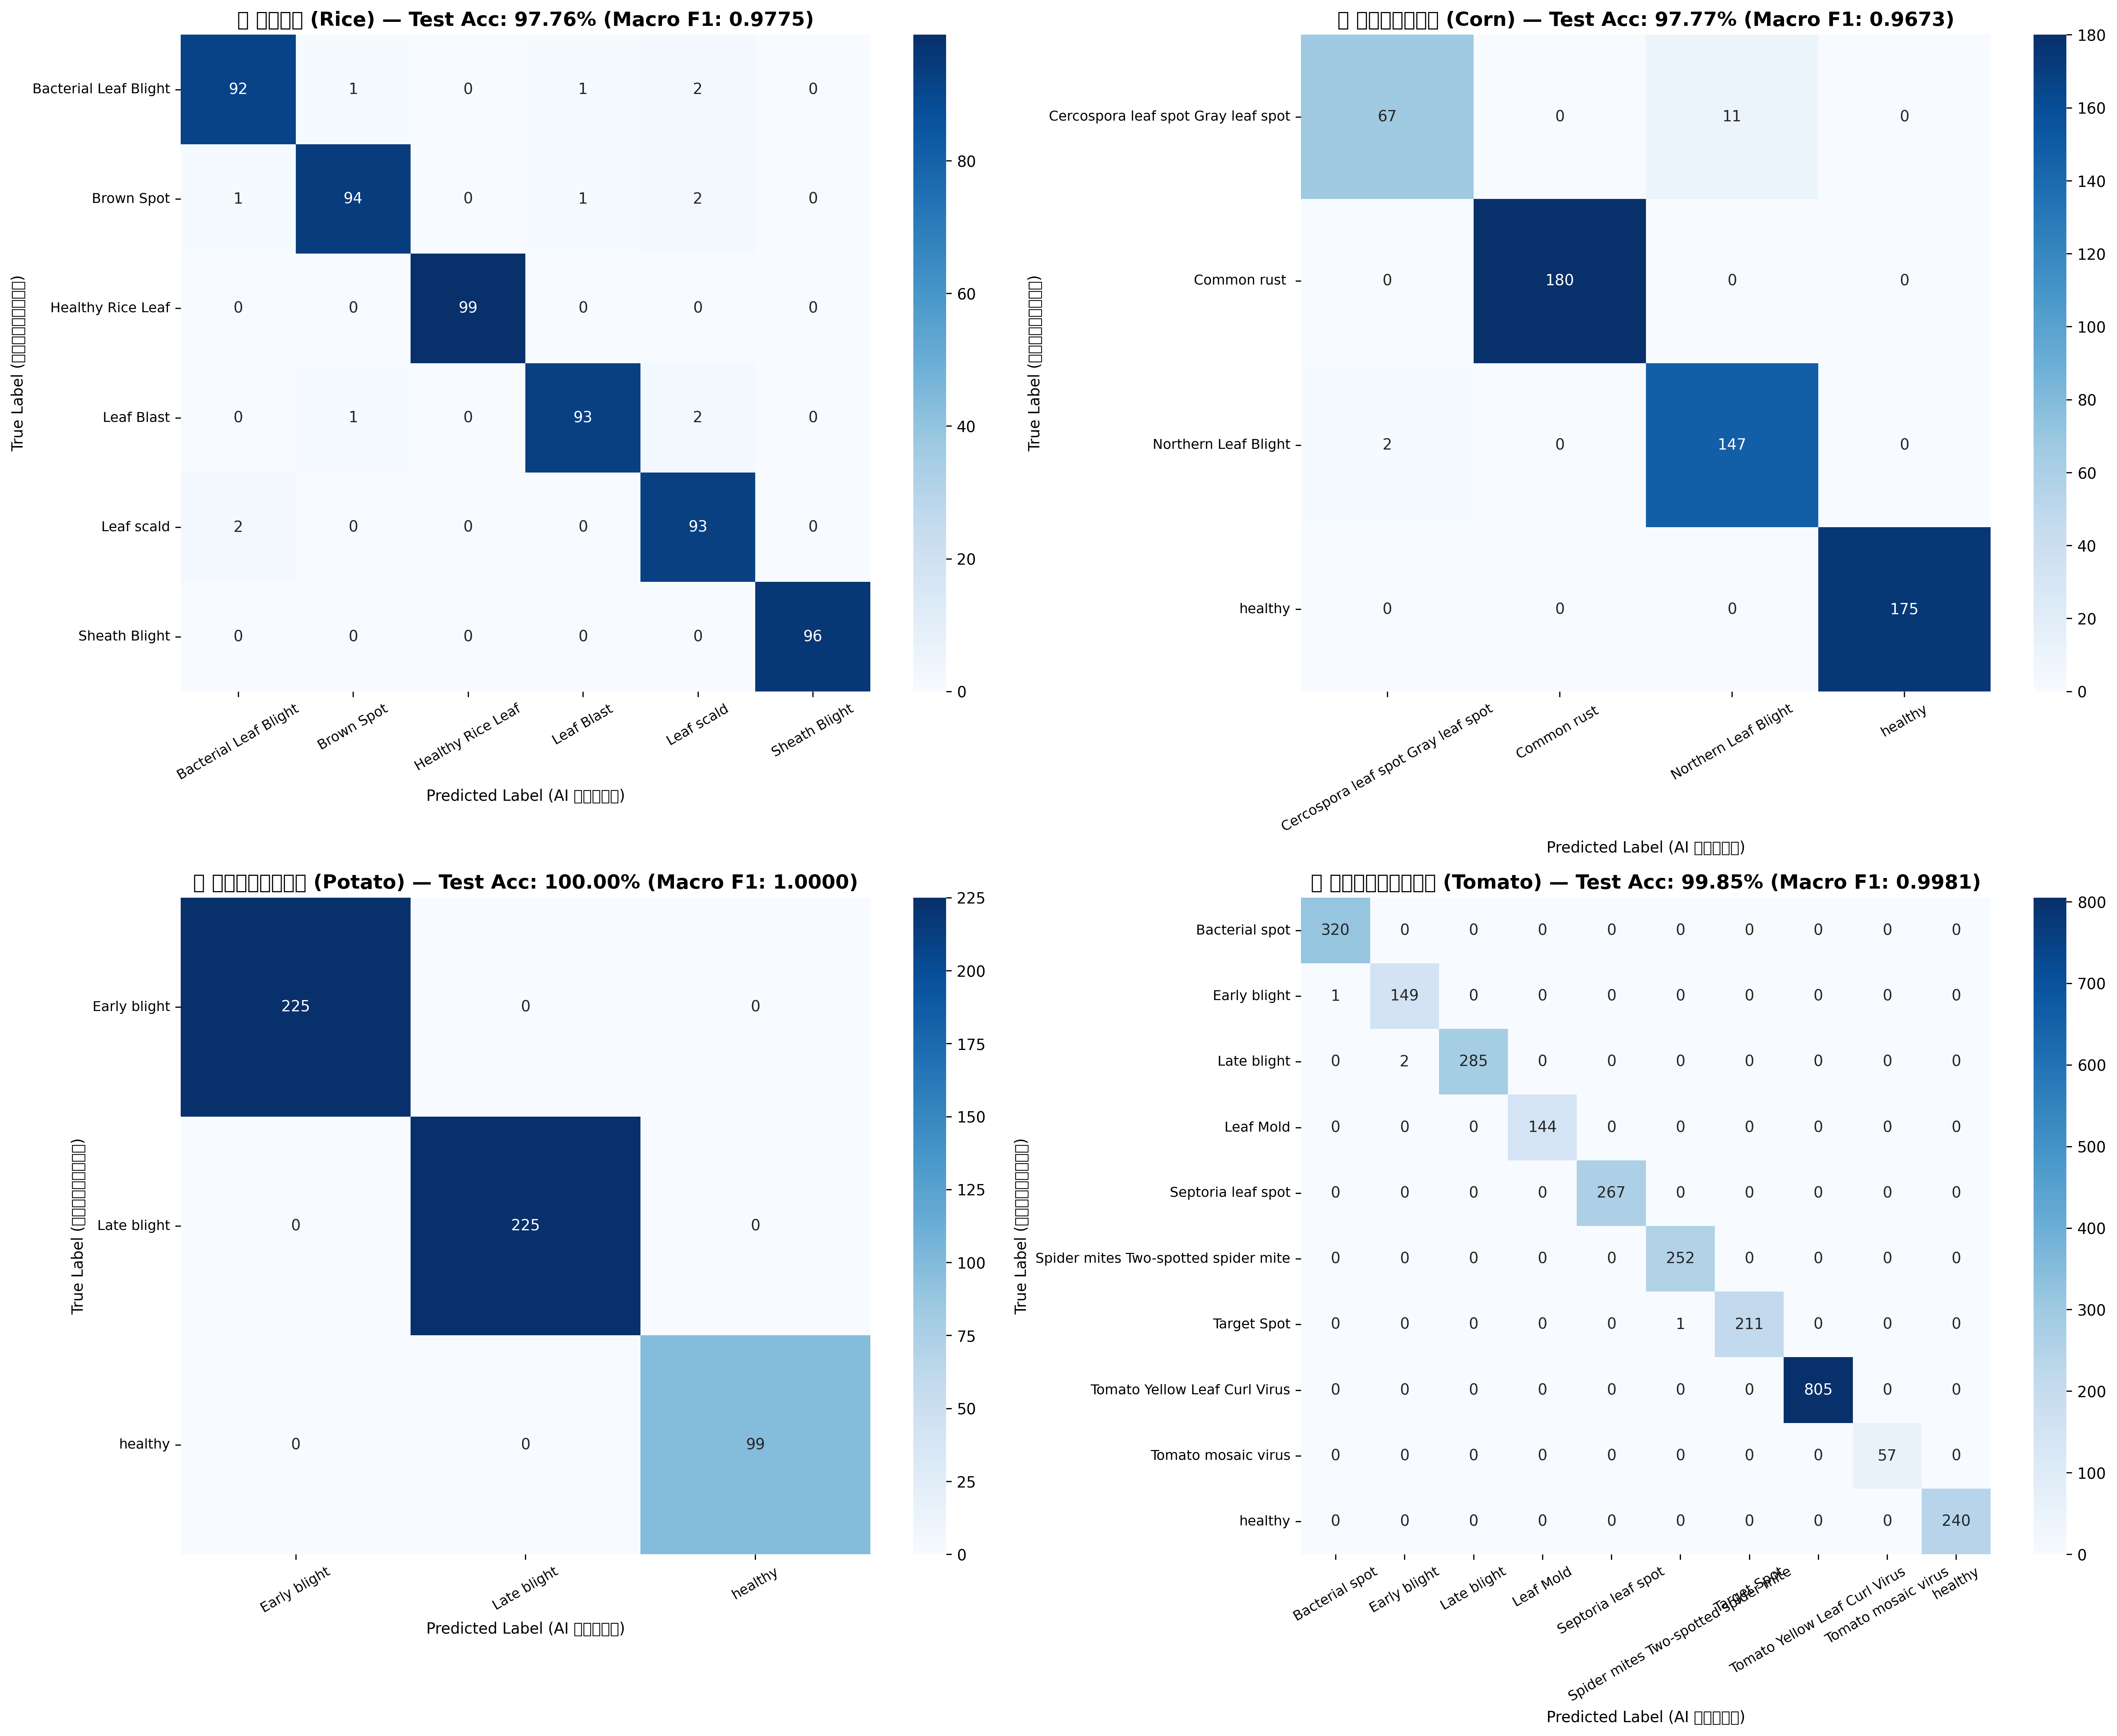 (Rice) — Test Acc: 97.76% (Macro F1: 0.9775)
Bacterial Leaf Blight 92 1 0 1 2 0
Brown Spot 1 94 0 1 2 0
Healthy Rice Leaf 0 0 99 0 0 0
Leaf Blast 0 1 0 93 2 0
Leaf scald 2 0 0 0 93 0
Sheath Blight 0 0 0 0 0 96
True Label
Bacterial Leaf Blight Brown Spot Healthy Rice Leaf Leaf Blast Leaf scald Sheath Blight
Predicted Label (AI
80
60
40
20
0
(Corn) — Test Acc: 97.77% (Macro F1: 0.9673)
Cercospora leaf spot Gray leaf spot 67 0 11 0
Common rust 0 180 0 0
Northern Leaf Blight 2 0 147 0
healthy 0 0 0 175
True Label
Cercospora leaf spot Gray leaf spot Common rust Northern Leaf Blight healthy
Predicted Label (AI
180
160
140
120
100
80
60
40
20
0
(Potato) — Test Acc: 100.00% (Macro F1: 1.0000)
Early blight 225 0 0
Late blight 0 225 0
healthy 0 0 99
True Label
Early blight Late blight healthy
Predicted Label (AI
225
200
175
150
125
100
75
50
25
0
(Tomato) — Test Acc: 99.85% (Macro F1: 0.9981)
Bacterial spot 320 0 0 0 0 0 0 0 0 0
Early blight 1 149 0 0 0 0 0 0 0 0
Late blight 0 2 285 0 0 0 0 0 0 0
Leaf Mold 0 0 0 144 0 0 0 0 0 0
Septoria leaf spot 0 0 0 0 267 0 0 0 0 0
Spider mites Two-spotted spider mite 0 0 0 0 0 252 0 0 0 0
Target Spot 0 0 0 0 0 1 211 0 0 0
Tomato Yellow Leaf Curl Virus 0 0 0 0 0 0 0 805 0 0
Tomato mosaic virus 0 0 0 0 0 0 0 0 57 0
healthy 0 0 0 0 0 0 0 0 0 240
True Label
Bacterial spot Early blight Late blight Leaf Mold Septoria leaf spot Spider mites Two-spotted spider mite Target Spot Tomato Yellow Leaf Curl Virus Tomato mosaic virus healthy
Predicted Label (AI
800
700
600
500
400
300
200
100
0